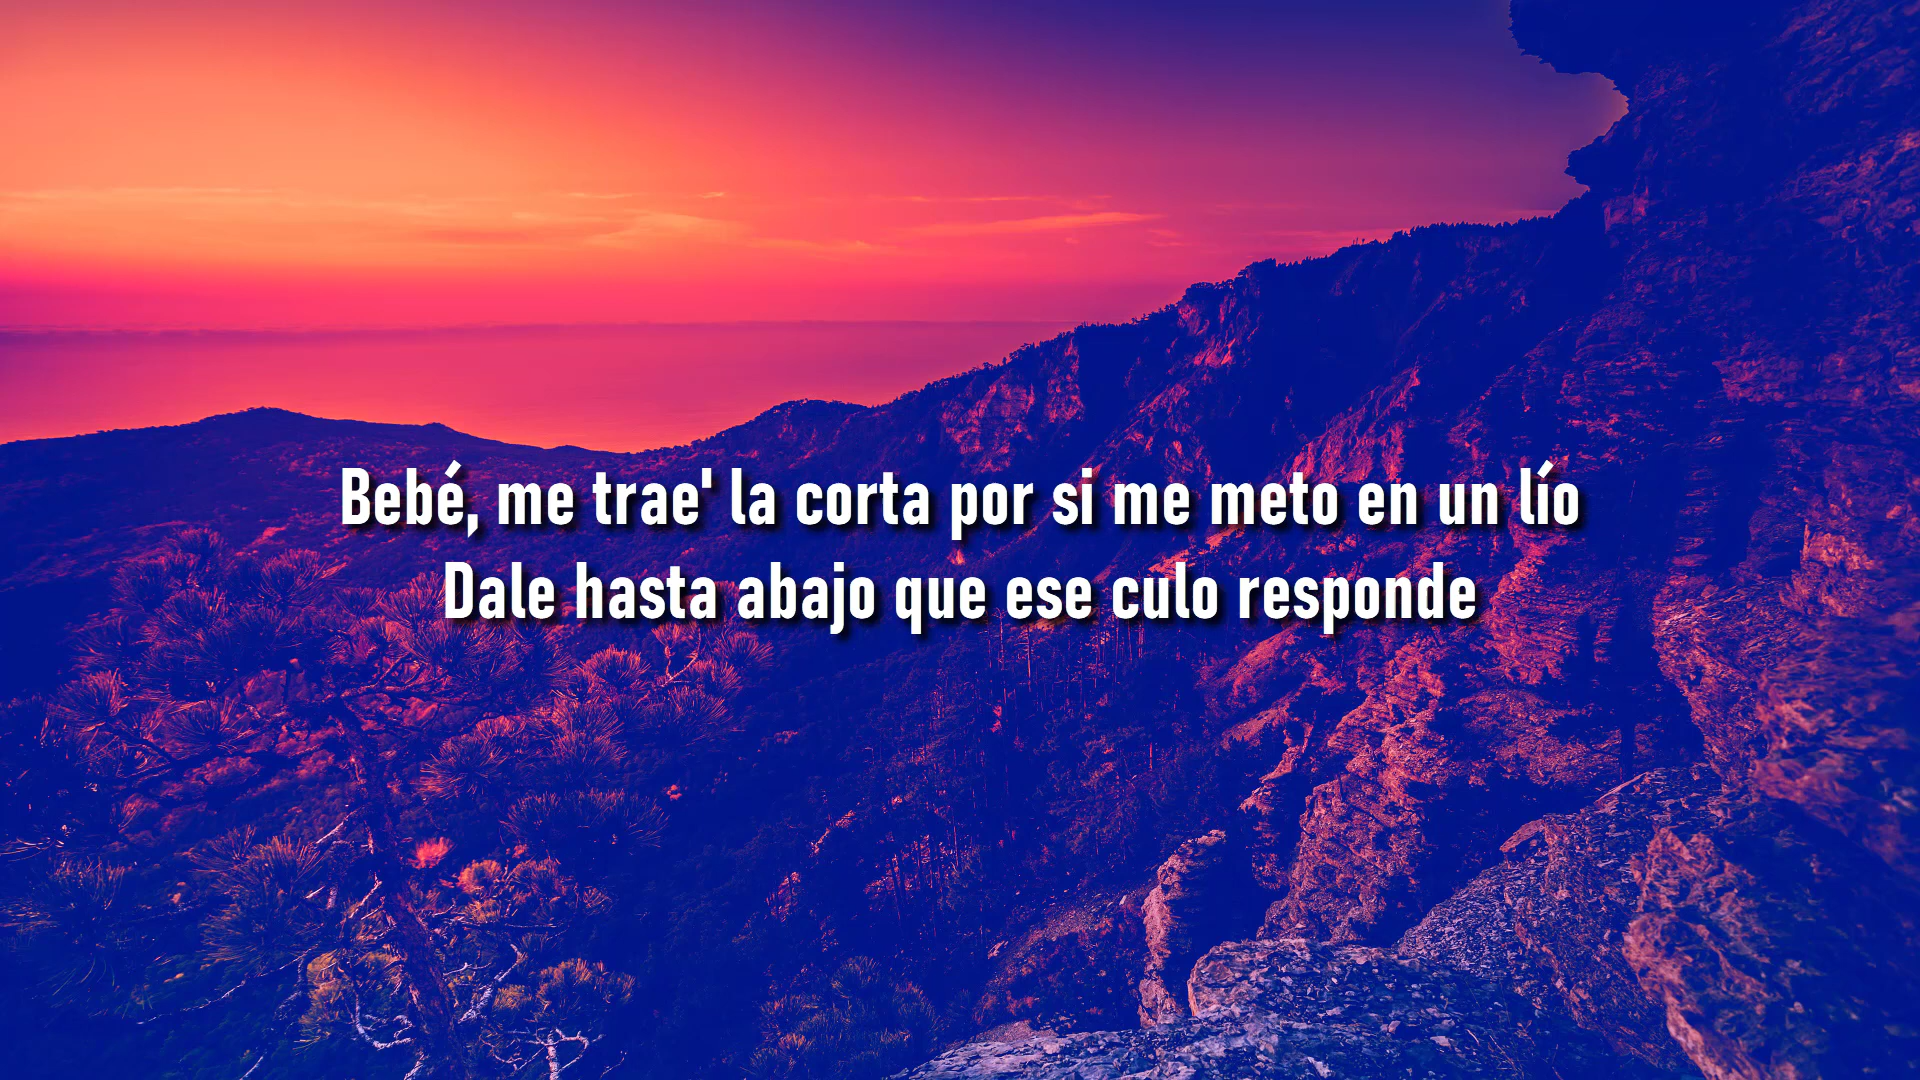 Bebé, me trae' la corta por si me meto en un lío
Dale hasta abajo que ese culo responde